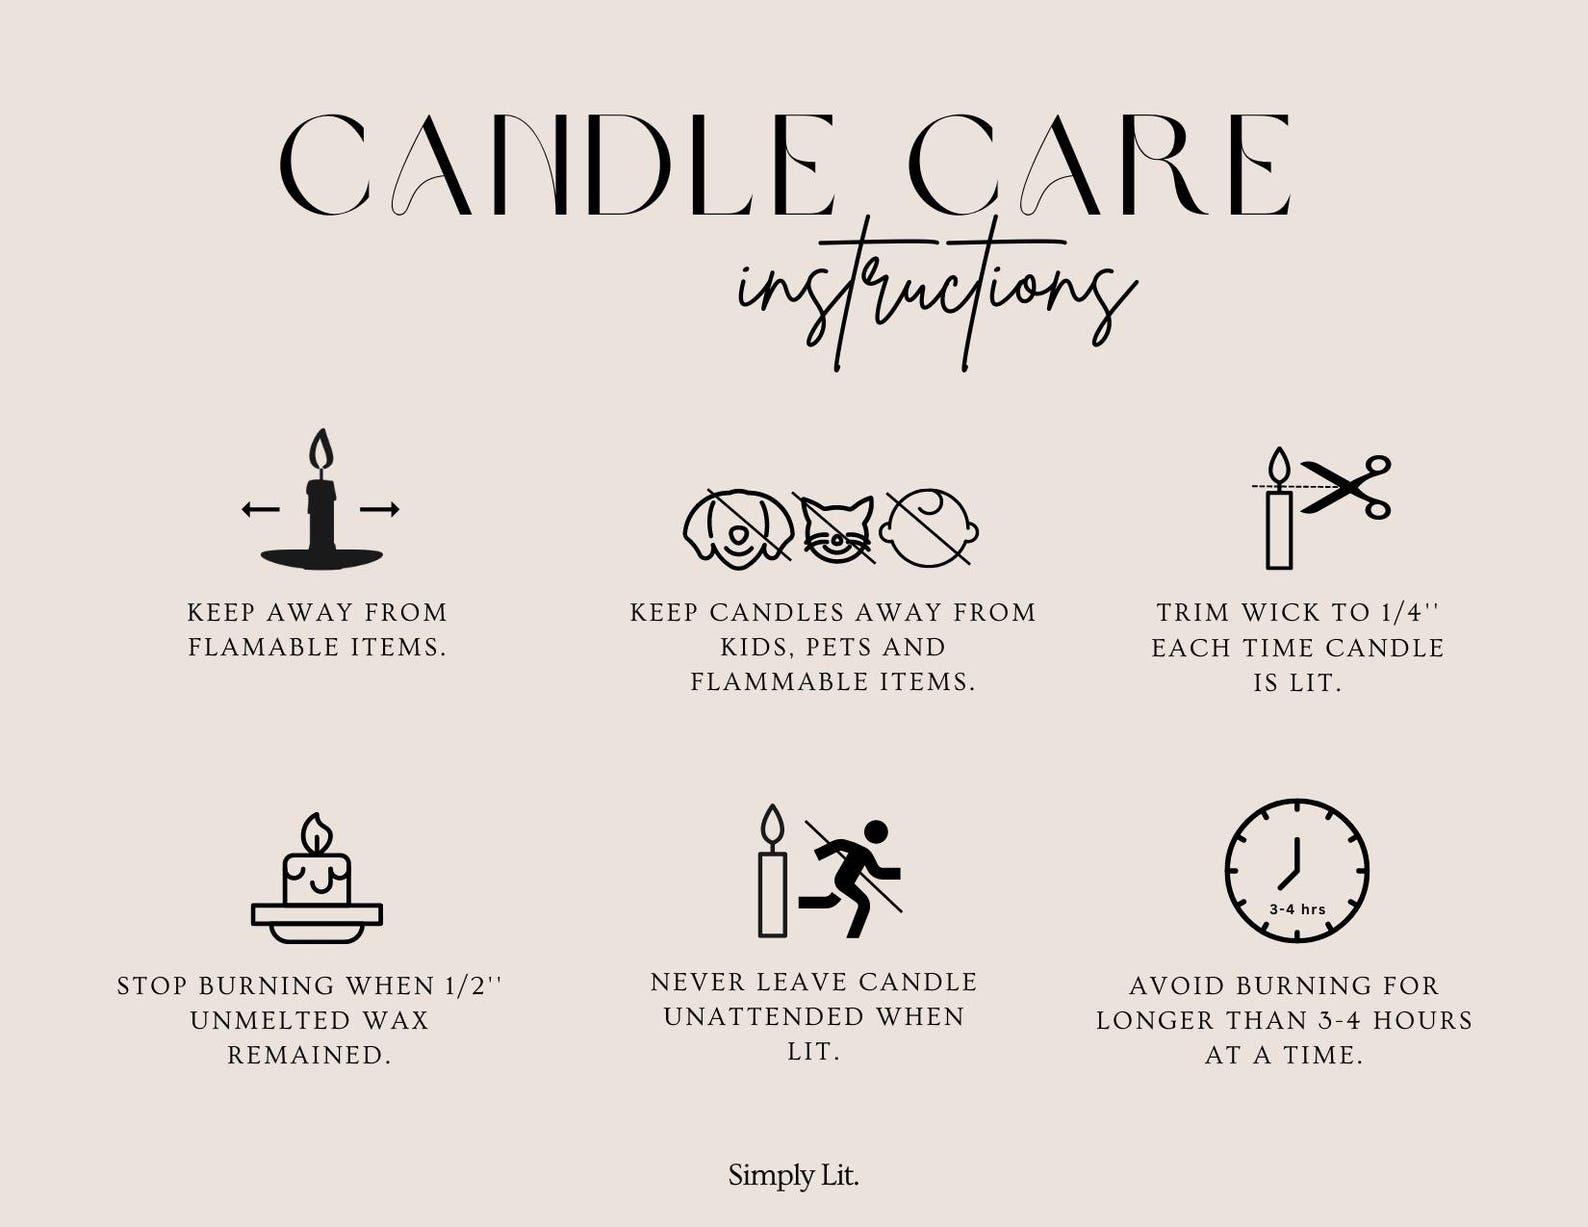 CANDLE CARE
instructions
KEEP AWAY FROM
FLAMABLE ITEMS.
KEEP CANDLES AWAY FROM
KIDS, PETS AND
FLAMMABLE ITEMS.
TRIM WICK TO 1/4''
EACH TIME CANDLE
IS LIT.
STOP BURNING WHEN 1/2''
UNMELTED WAX
REMAINED.
NEVER LEAVE CANDLE
UNATTENDED WHEN
LIT.
3-4 hrs
AVOID BURNING FOR
LONGER THAN 3-4 HOURS
AT A TIME.
Simply Lit.